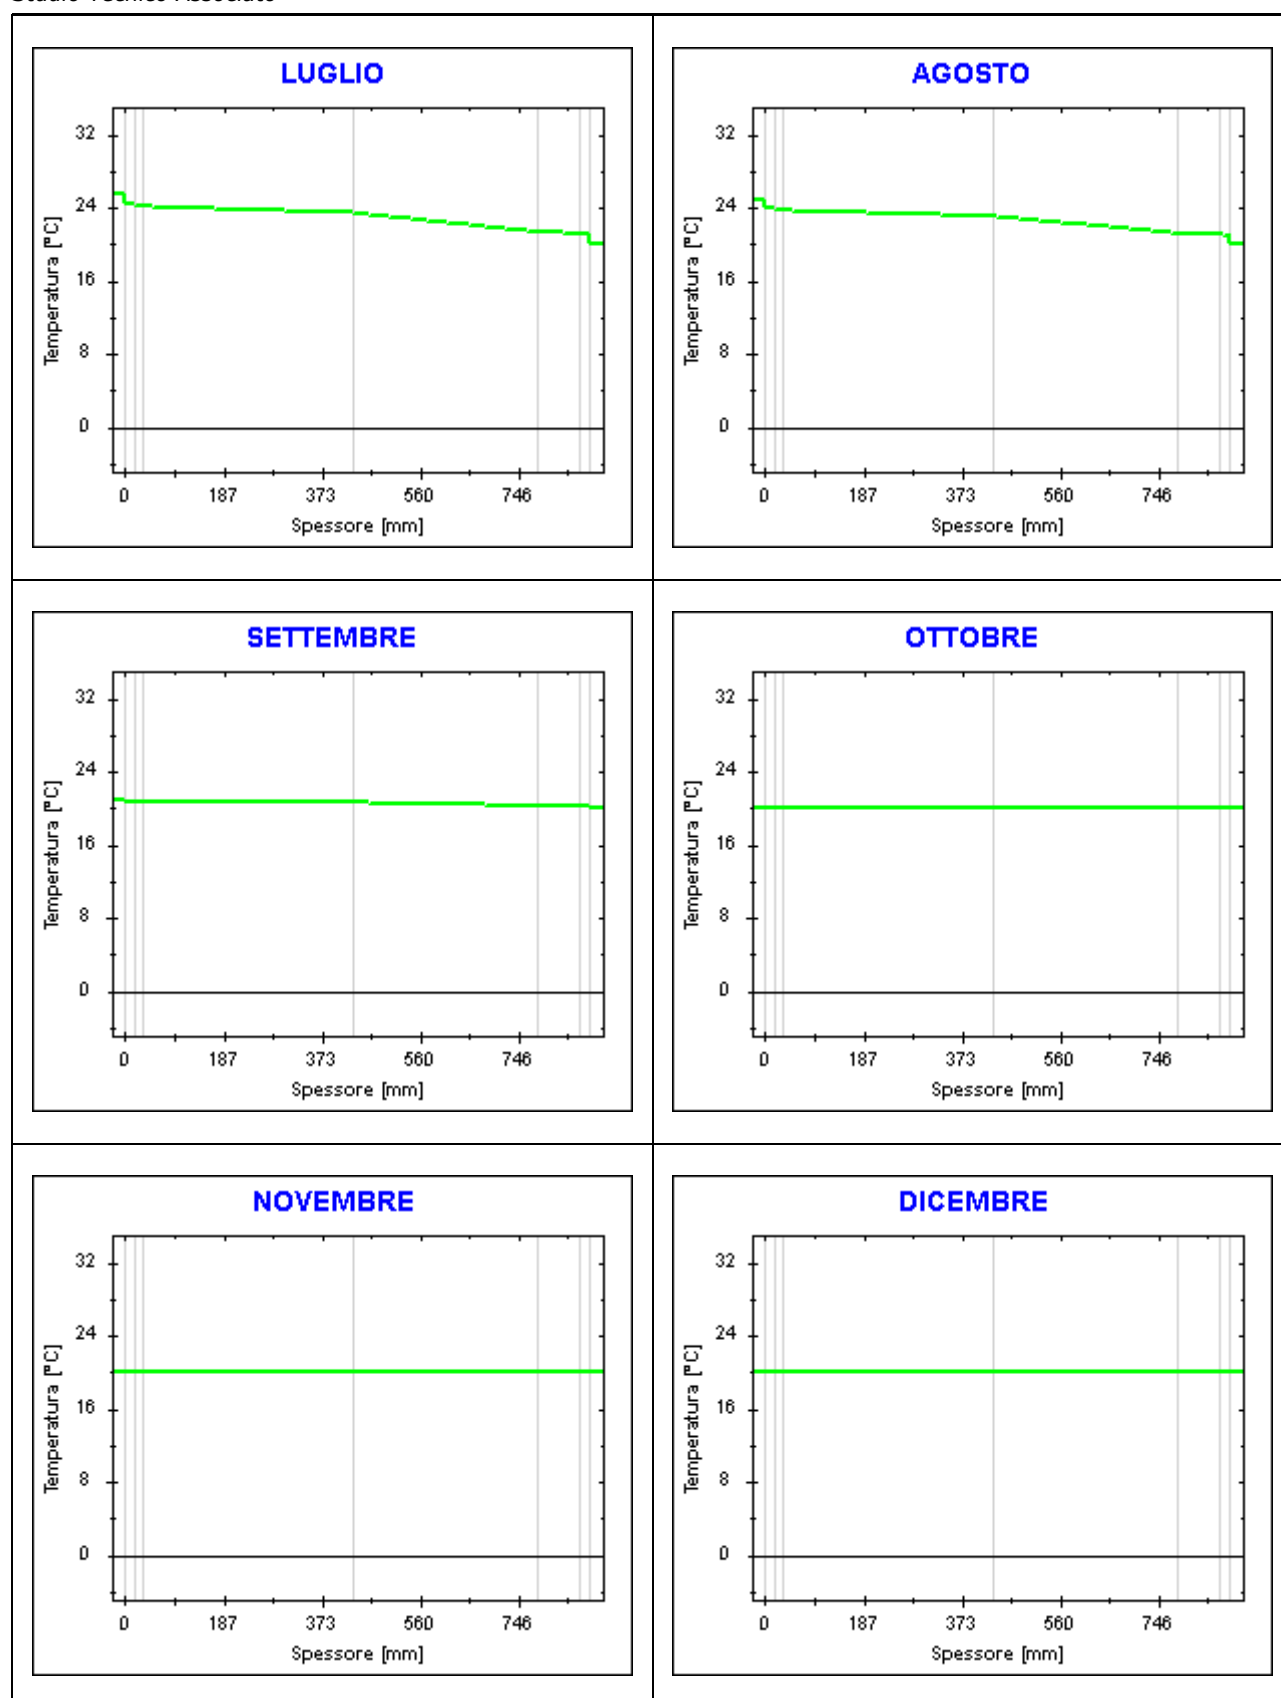 Studio Tecnico Associato
LUGLIO
32
24
16
8
0
Temperatura [°C]
0 187 373 560 746
Spessore [mm]
AGOSTO
32
24
16
8
0
Temperatura [°C]
0 187 373 560 746
Spessore [mm]
SETTEMBRE
32
24
16
8
0
Temperatura [°C]
0 187 373 560 746
Spessore [mm]
OTTOBRE
32
24
16
8
0
Temperatura [°C]
0 187 373 560 746
Spessore [mm]
NOVEMBRE
32
24
16
8
0
Temperatura [°C]
0 187 373 560 746
Spessore [mm]
DICEMBRE
32
24
16
8
0
Temperatura [°C]
0 187 373 560 746
Spessore [mm]